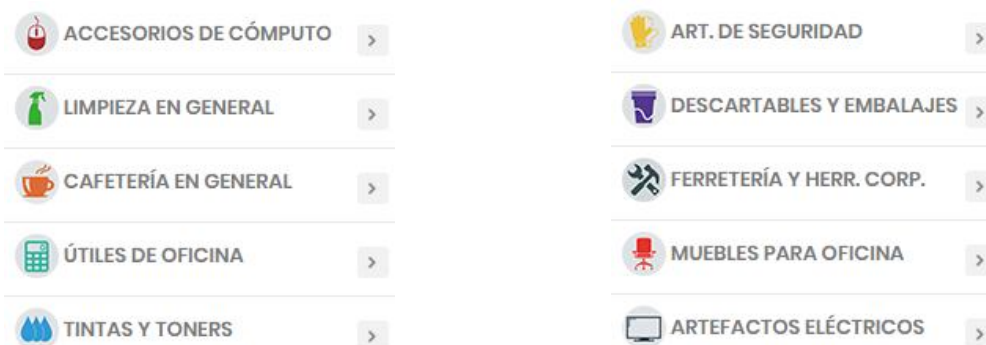 ACCESORIOS DE CÓMPUTO
LIMPIEZA EN GENERAL
CAFETERÍA EN GENERAL
ÚTILES DE OFICINA
TINTAS Y TONERS
ART. DE SEGURIDAD
DESCARTABLES Y EMBALAJES
FERRETERÍA Y HERR. CORP.
MUEBLES PARA OFICINA
ARTEFACTOS ELÉCTRICOS